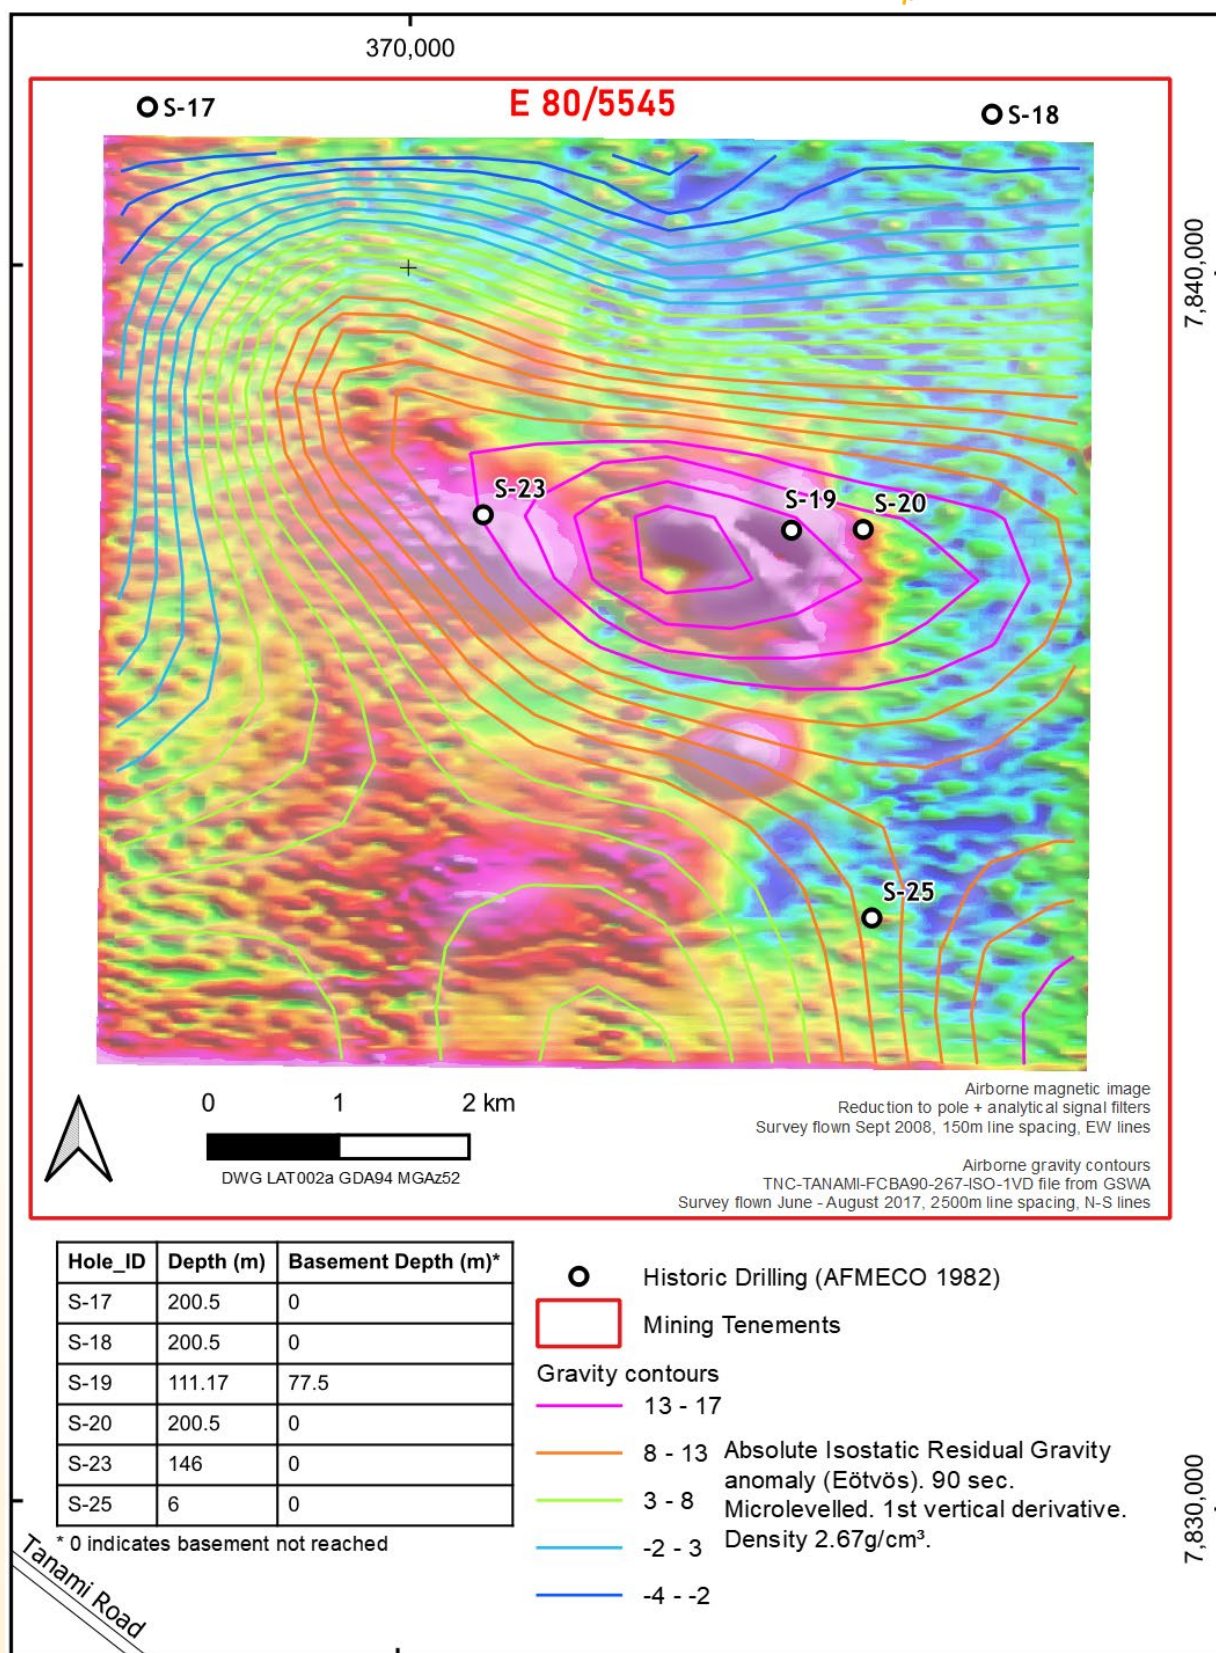 370,000
E 80/5545
S-17
S-18
7,840,000
S-23
S-19
S-20
S-25
0 1 2 km
DWG LAT002a GDA94 MGAz52
Airborne magnetic image
Reduction to pole + analytical signal filters
Survey flown Sept 2008, 150m line spacing, EW lines
Airborne gravity contours
TNC-TANAMI-FCBA90-267-ISO-1VD file from GSWA
Survey flown June - August 2017, 2500m line spacing, N-S lines
Hole_ID Depth (m) Basement Depth (m)*
S-17 200.5 0
S-18 200.5 0
S-19 111.17 77.5
S-20 200.5 0
S-23 146 0
S-25 6 0
* 0 indicates basement not reached
Tanami Road
Historic Drilling (AFMECO 1982)
Mining Tenements
Gravity contours
13 - 17
8 - 13
3 - 8
-2 - 3
-4 - -2
Absolute Isostatic Residual Gravity
anomaly (Eötvös). 90 sec.
Microlevelled. 1st vertical derivative.
Density 2.67g/cm³.
7,830,000